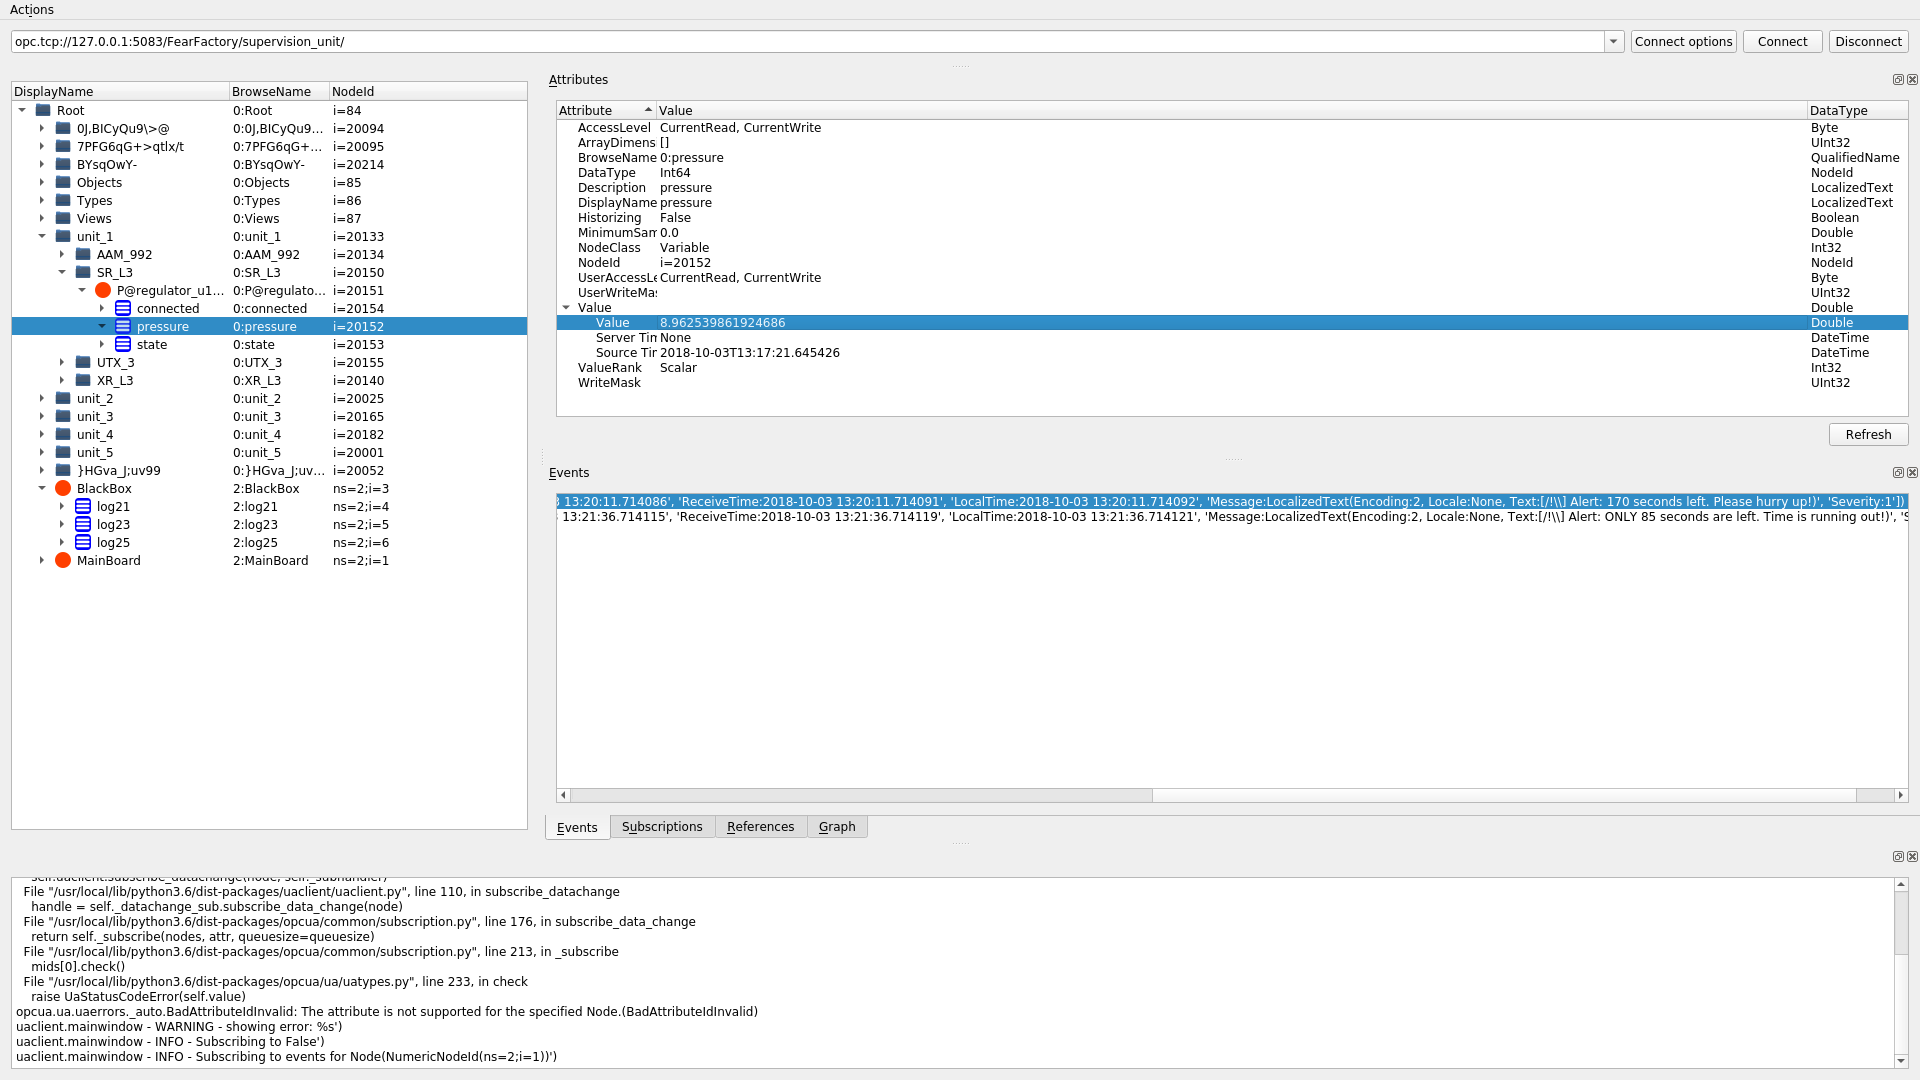 Actions
opc.tcp://127.0.0.1:5083/FearFactory/supervision_unit/
Connect options
Connect
Disconnect
DisplayName BrowseName NodeId
Root 0:Root i=84
0J,BICyQu9\>@ 0:0J,BICyQu9... i=20094
7PFG6qG+>qtlx/t 0:7PFG6qG+... i=20095
BYsqOwY- 0:BYsqOwY- i=20214
Objects 0:Objects i=85
Types 0:Types i=86
Views 0:Views i=87
unit_1 0:unit_1 i=20133
AAM_992 0:AAM_992 i=20134
SR_L3 0:SR_L3 i=20150
P@regulator_u1... 0:P@regulato... i=20151
connected 0:connected i=20154
pressure 0:pressure i=20152
state 0:state i=20153
UTX_3 0:UTX_3 i=20155
XR_L3 0:XR_L3 i=20140
unit_2 0:unit_2 i=20025
unit_3 0:unit_3 i=20165
unit_4 0:unit_4 i=20182
unit_5 0:unit_5 i=20001
}HGva_J;uv99 0:}HGva_J;uv... i=20052
BlackBox 2:BlackBox ns=2;i=3
log21 2:log21 ns=2;i=4
log23 2:log23 ns=2;i=5
log25 2:log25 ns=2;i=6
MainBoard 2:MainBoard ns=2;i=1
Attributes
Attribute Value DataType
AccessLevel CurrentRead, CurrentWrite Byte
ArrayDimens [] UInt32
BrowseName 0:pressure QualifiedName
DataType Int64 NodeId
Description pressure LocalizedText
DisplayName pressure LocalizedText
Historizing False Boolean
MinimumSam 0.0 Double
NodeClass Variable Int32
NodeId i=20152 NodeId
UserAccessLe CurrentRead, CurrentWrite Byte
UserWriteMas UInt32
Value Double
Value 8.962539861924686 Double
Server Tim None DateTime
Source Tim 2018-10-03T13:17:21.645426 DateTime
ValueRank Scalar Int32
WriteMask UInt32
Refresh
Events
13:20:11.714086', 'ReceiveTime:2018-10-03 13:20:11.714091', 'LocalTime:2018-10-03 13:20:11.714092', 'Message:LocalizedText(Encoding:2, Locale:None, Text:[/!\\] Alert: 170 seconds left. Please hurry up!)', 'Severity:1'])
13:21:36.714115', 'ReceiveTime:2018-10-03 13:21:36.714119', 'LocalTime:2018-10-03 13:21:36.714121', 'Message:LocalizedText(Encoding:2, Locale:None, Text:[/!\\] Alert: ONLY 85 seconds are left. Time is running out!)', 'S
Events
Subscriptions
References
Graph
self.uaclient.subscribe_datachange(node, self._subhandler)
File "/usr/local/lib/python3.6/dist-packages/uaclient/uaclient.py", line 110, in subscribe_datachange
handle = self._datachange_sub.subscribe_data_change(node)
File "/usr/local/lib/python3.6/dist-packages/opcua/common/subscription.py", line 176, in subscribe_data_change
return self._subscribe(nodes, attr, queuesize=queuesize)
File "/usr/local/lib/python3.6/dist-packages/opcua/common/subscription.py", line 213, in _subscribe
mids[0].check()
File "/usr/local/lib/python3.6/dist-packages/opcua/ua/uatypes.py", line 233, in check
raise UaStatusCodeError(self.value)
opcua.ua.uaerrors._auto.BadAttributeIdInvalid: The attribute is not supported for the specified Node.(BadAttributeIdInvalid)
uaclient.mainwindow - WARNING - showing error: %s')
uaclient.mainwindow - INFO - Subscribing to False')
uaclient.mainwindow - INFO - Subscribing to events for Node(NumericNodeId(ns=2;i=1))')